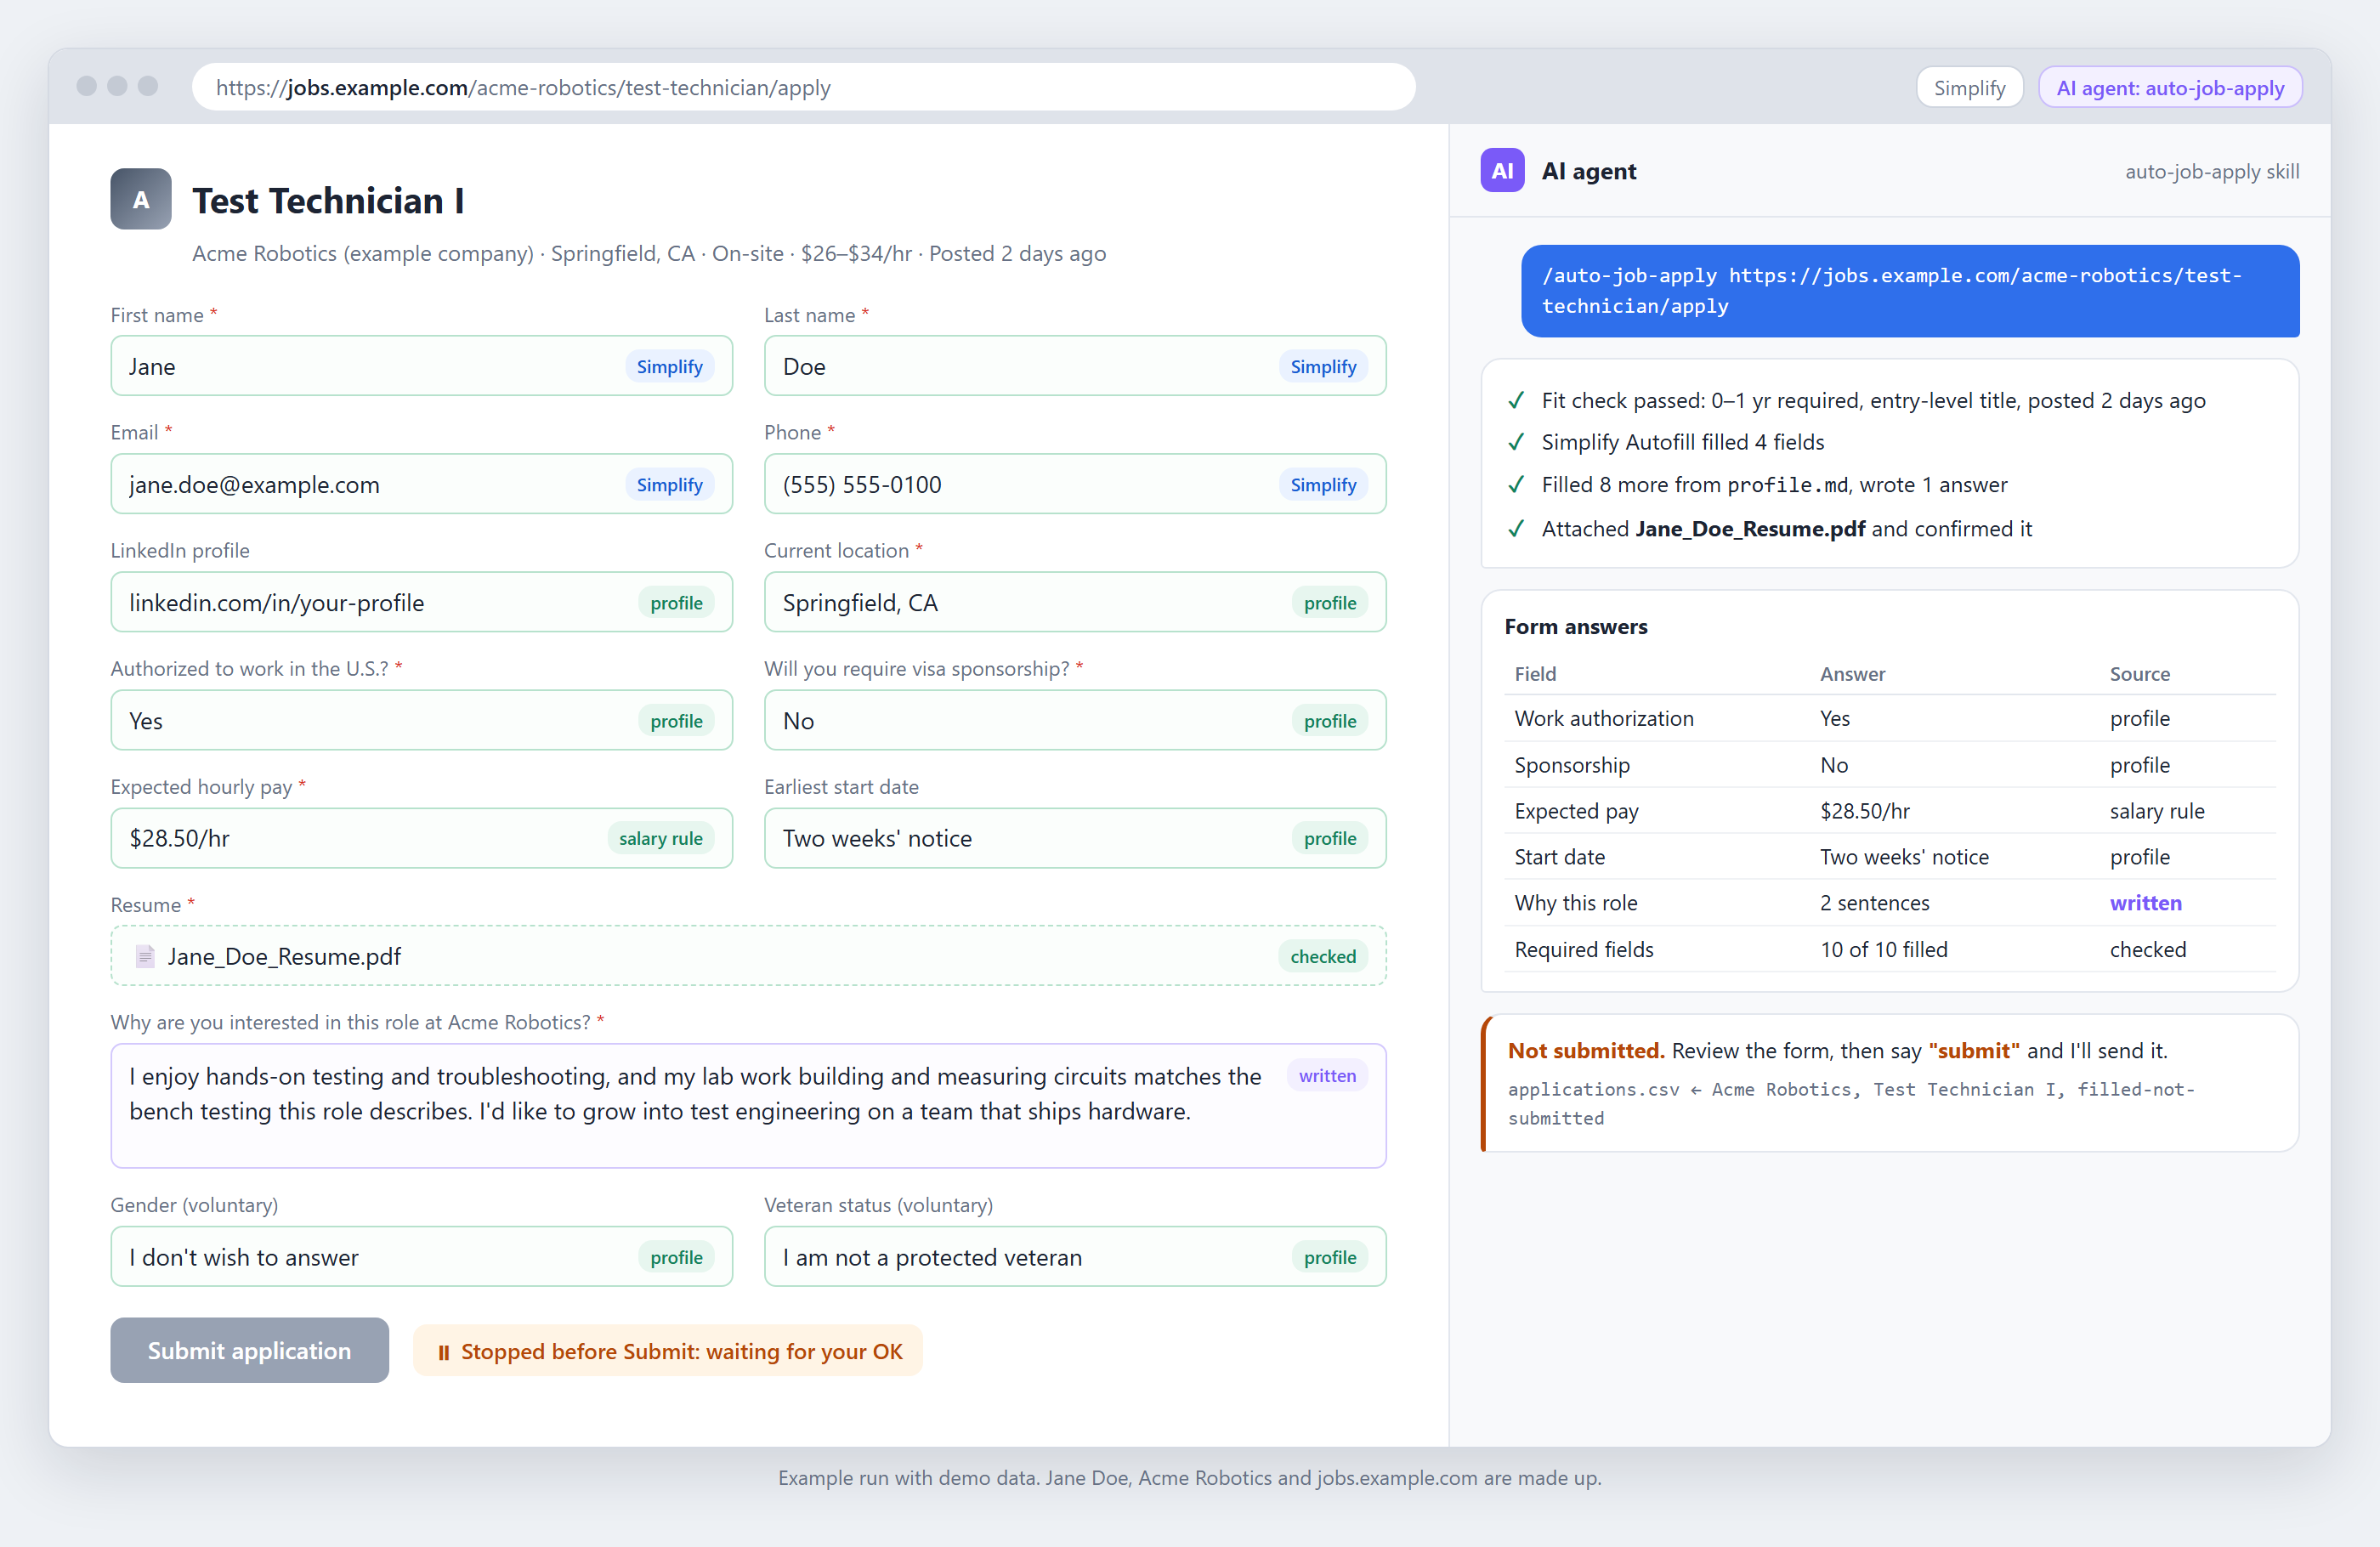 https://jobs.example.com/acme-robotics/test-technician/apply
Simplify
AI agent: auto-job-apply
A
Test Technician I
Acme Robotics (example company) · Springfield, CA · On-site · $26–$34/hr · Posted 2 days ago
First name *
Last name *
Jane
Simplify
Doe
Simplify
Email *
Phone *
jane.doe@example.com
Simplify
(555) 555-0100
Simplify
LinkedIn profile
Current location *
linkedin.com/in/your-profile
profile
Springfield, CA
profile
Authorized to work in the U.S.? *
Will you require visa sponsorship? *
Yes
profile
No
profile
Expected hourly pay *
Earliest start date
$28.50/hr
salary rule
Two weeks' notice
profile
Resume *
Jane_Doe_Resume.pdf
checked
Why are you interested in this role at Acme Robotics? *
I enjoy hands-on testing and troubleshooting, and my lab work building and measuring circuits matches the
bench testing this role describes. I'd like to grow into test engineering on a team that ships hardware.
written
Gender (voluntary)
Veteran status (voluntary)
I don't wish to answer
profile
I am not a protected veteran
profile
Submit application
Stopped before Submit: waiting for your OK
AI
AI agent
auto-job-apply skill
/auto-job-apply https://jobs.example.com/acme-robotics/test-
technician/apply
✓ Fit check passed: 0–1 yr required, entry-level title, posted 2 days ago
✓ Simplify Autofill filled 4 fields
✓ Filled 8 more from profile.md, wrote 1 answer
✓ Attached Jane_Doe_Resume.pdf and confirmed it
Form answers
Field Answer Source
Work authorization Yes profile
Sponsorship No profile
Expected pay $28.50/hr salary rule
Start date Two weeks' notice profile
Why this role 2 sentences written
Required fields 10 of 10 filled checked
Not submitted. Review the form, then say "submit" and I'll send it.
applications.csv ← Acme Robotics, Test Technician I, filled-not-
submitted
Example run with demo data. Jane Doe, Acme Robotics and jobs.example.com are made up.